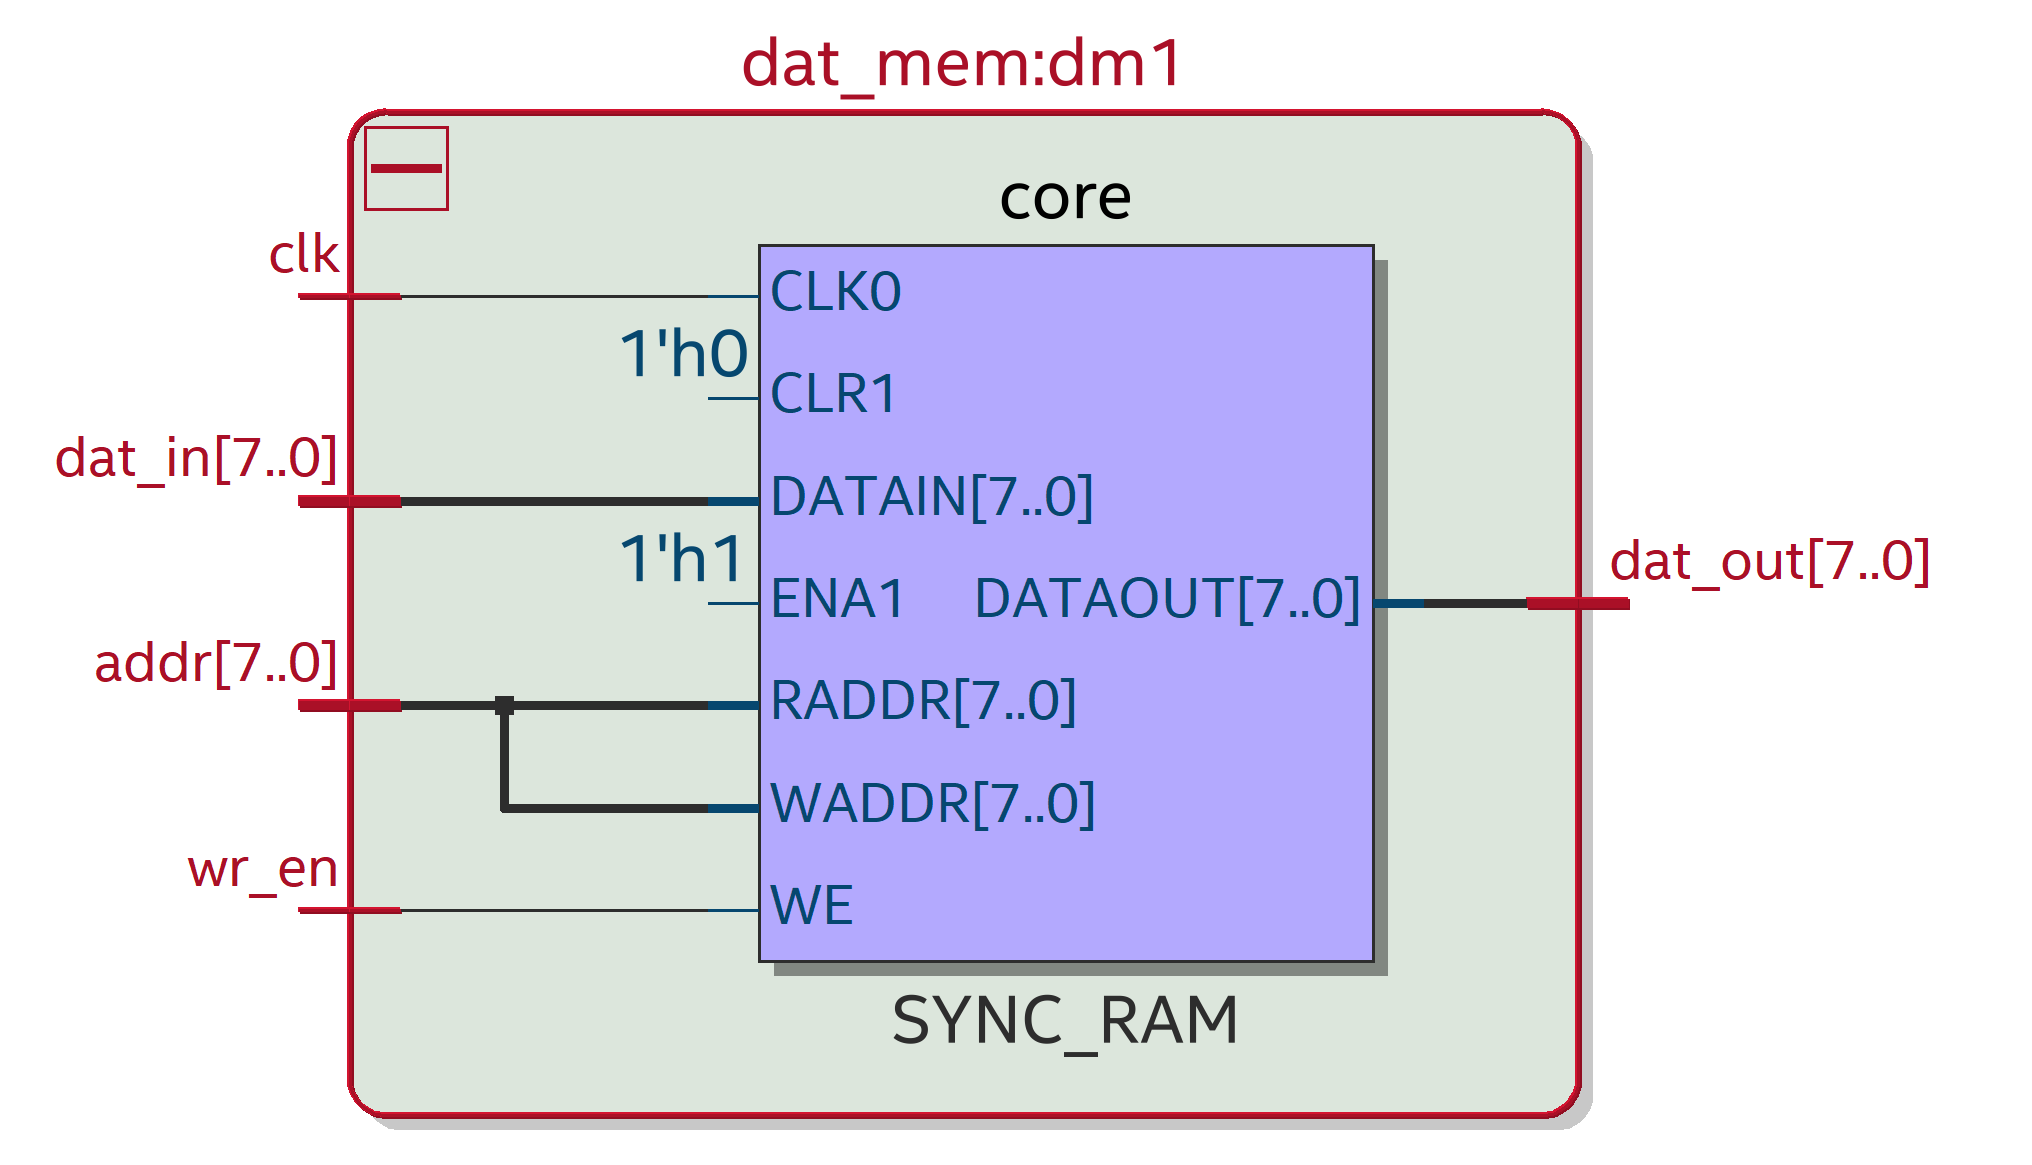 dat_mem:dm1
core
clk
CLK0
1'h0
CLR1
dat_in[7..0]
DATAIN[7..0]
1'h1
ENA1 DATAOUT[7..0]
dat_out[7..0]
addr[7..0]
RADDR[7..0]
WADDR[7..0]
wr_en
WE
SYNC_RAM